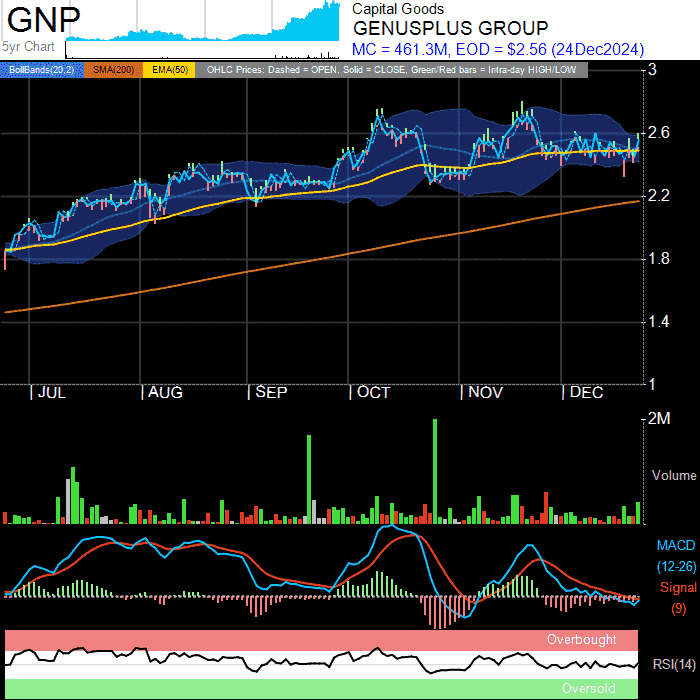 GNP
5yr Chart
Capital Goods
GENUSPLUS GROUP
MC = 461.3M, EOD = $2.56 (24Dec2024)
BollBands(20,2) SMA(200) EMA(50) OHLC Prices: Dashed = OPEN, Solid = CLOSE, Green/Red bars = Intra-day HIGH/LOW
3
2.6
2.2
1.8
1.4
1
| JUL | AUG | SEP | OCT | NOV | DEC
2M
Volume
MACD
(12-26)
Signal
(9)
Overbought
RSI(14)
Oversold